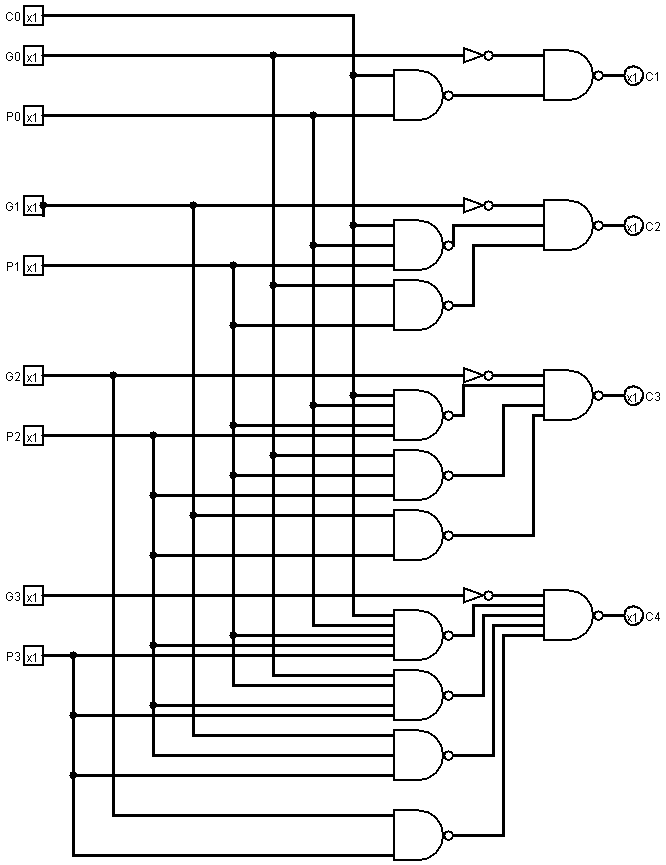 C0 x1
G0 x1
x1 C1
P0 x1
G1 x1
x1 C2
P1 x1
G2 x1
x1 C3
P2 x1
G3 x1
x1 C4
P3 x1